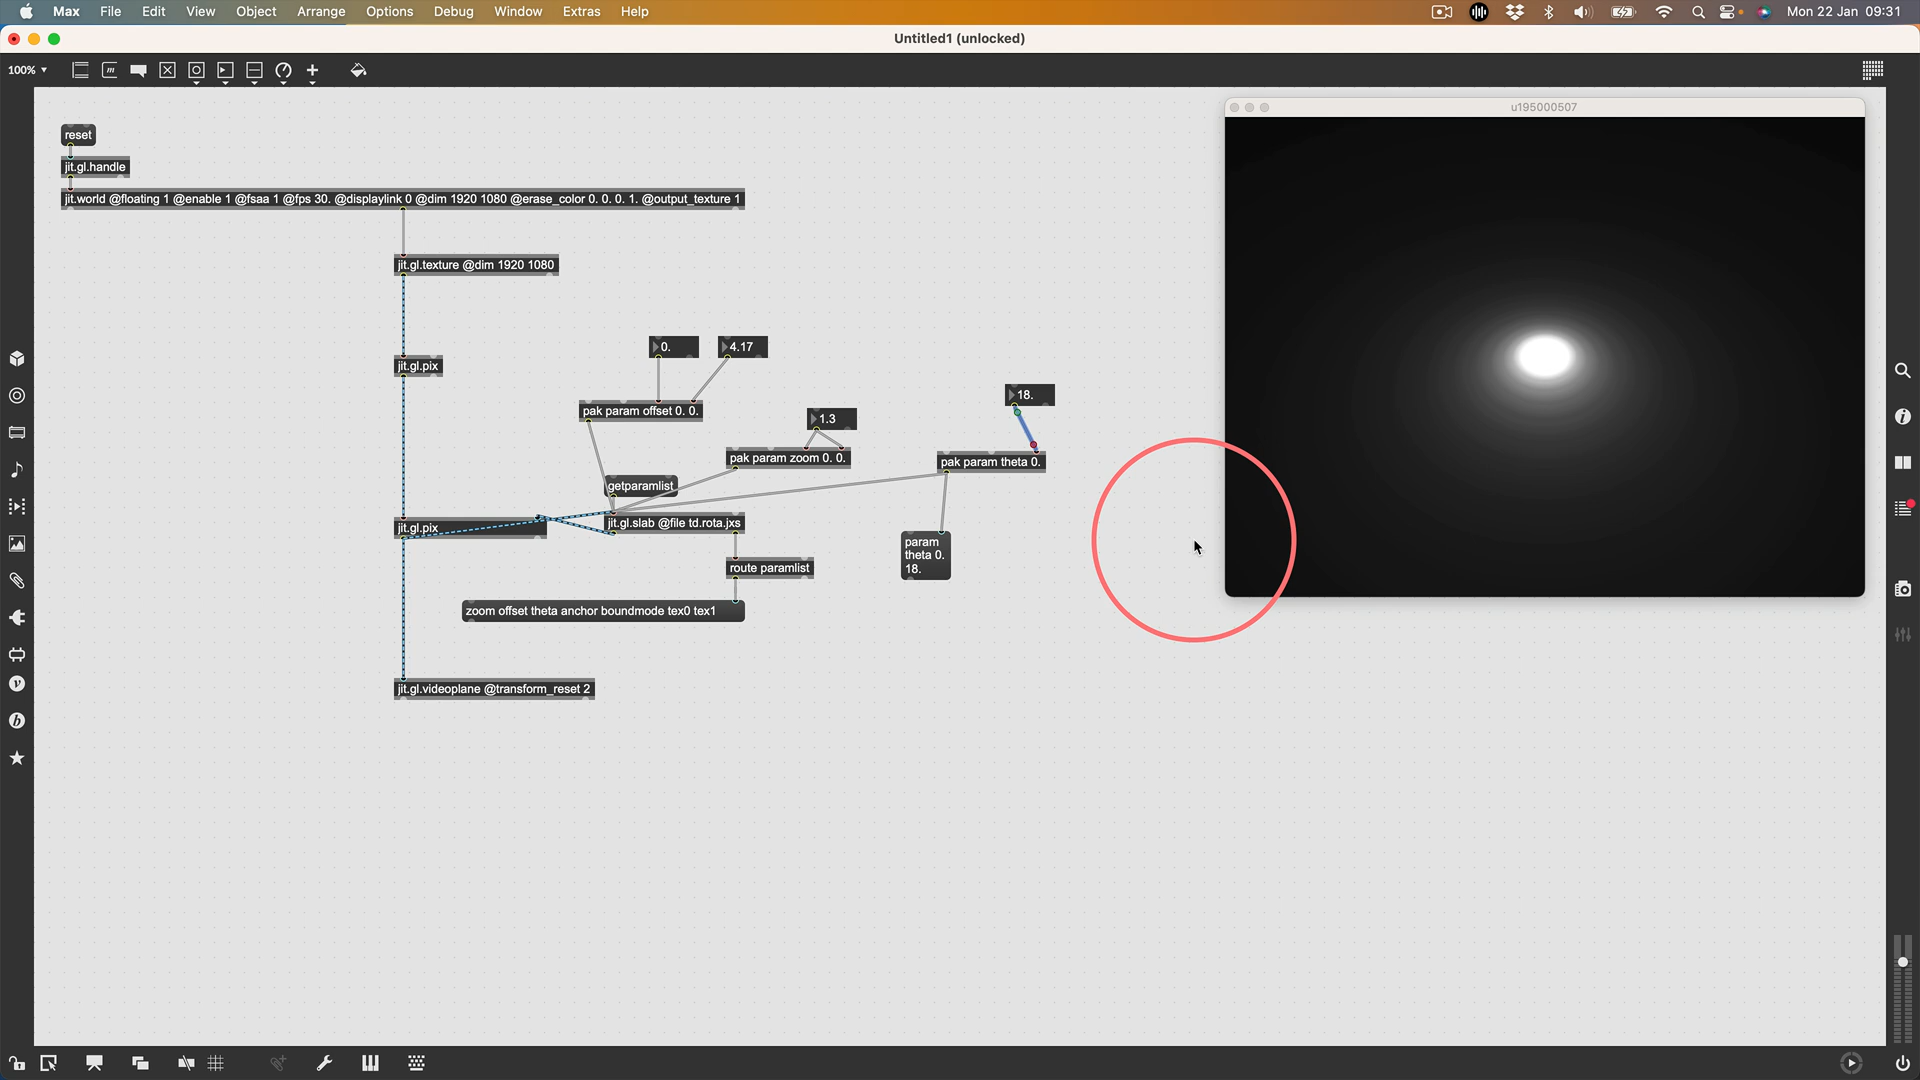 Max File Edit View Object Arrange Options Debug Window Extras Help Mon 22 Jan 09:31
Untitled1 (unlocked)
100%
u195000507
reset
jit.gl.handle
jit.world @floating 1 @enable 1 @fsaa 1 @fps 30. @displaylink 0 @dim 1920 1080 @erase_color 0. 0. 0. 1. @output_texture 1
jit.gl.texture @dim 1920 1080
0. 4.17
jit.gl.pix
18.
pak param offset 0. 0.
1.3
pak param zoom 0. 0.
pak param theta 0.
getparamlist
jit.gl.pix
jit.gl.slab @file td.rota.jxs
param
theta 0.
18.
route paramlist
zoom offset theta anchor boundmode tex0 tex1
jit.gl.videoplane @transform_reset 2